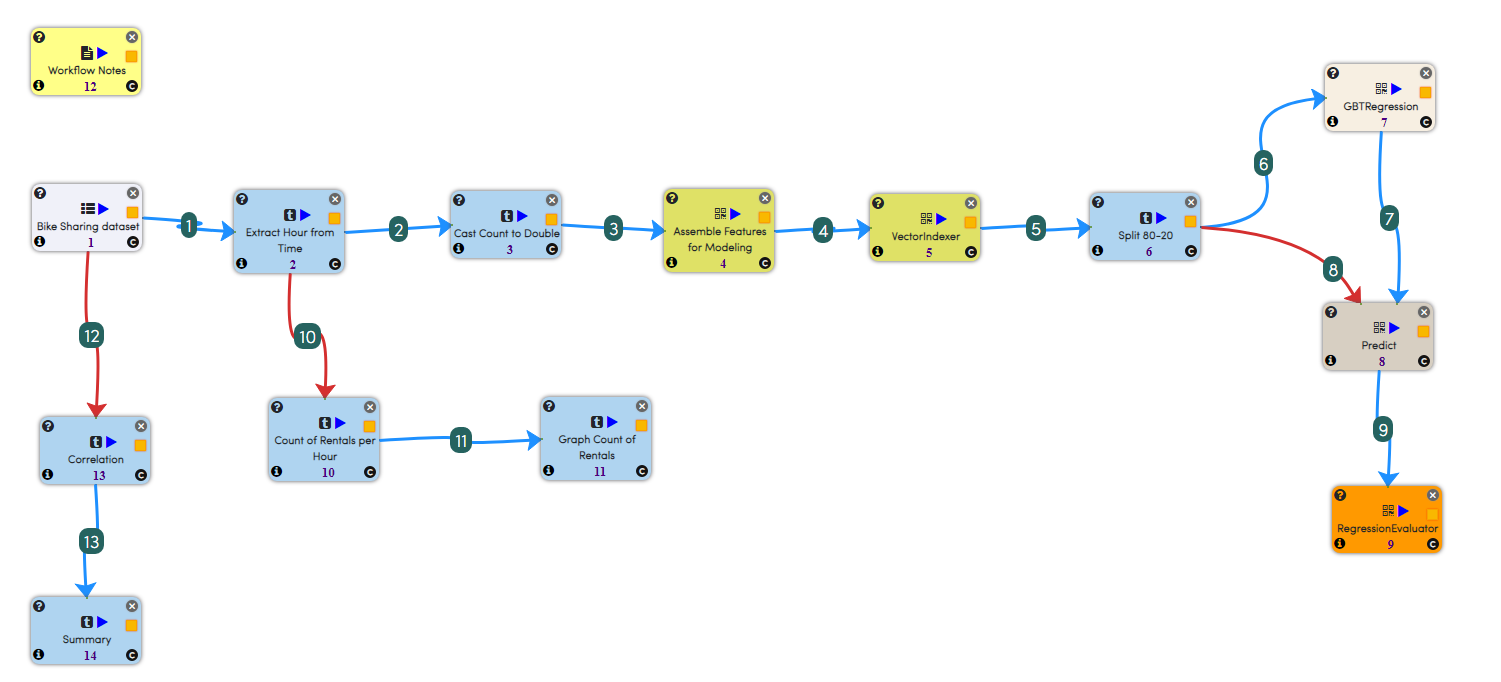 Workflow Notes
12
Bike Sharing dataset
1
1
Extract Hour from
Time
2
2
Cast Count to Double
3
3
Assemble Features
for Modeling
4
4
VectorIndexer
5
5
Split 80-20
6
6
GBTRegression
7
7
8
Predict
8
9
RegressionEvaluator
9
10
Count of Rentals per
Hour
10
11
Graph Count of
Rentals
11
12
Correlation
13
13
Summary
14